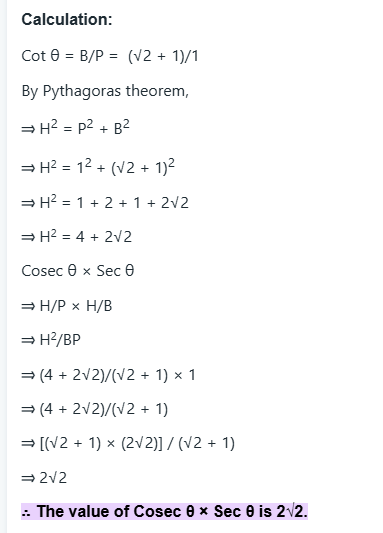 Calculation:
Cot θ = B/P = (√2 + 1)/1
By Pythagoras theorem,
⇒ H² = P² + B²
⇒ H² = 1² + (√2 + 1)²
⇒ H² = 1 + 2 + 1 + 2√2
⇒ H² = 4 + 2√2
Cosec θ × Sec θ
⇒ H/P × H/B
⇒ H²/BP
⇒ (4 + 2√2)/(√2 + 1) × 1
⇒ (4 + 2√2)/(√2 + 1)
⇒ [(√2 + 1) × (2√2)] / (√2 + 1)
⇒ 2√2
∴ The value of Cosec θ × Sec θ is 2√2.